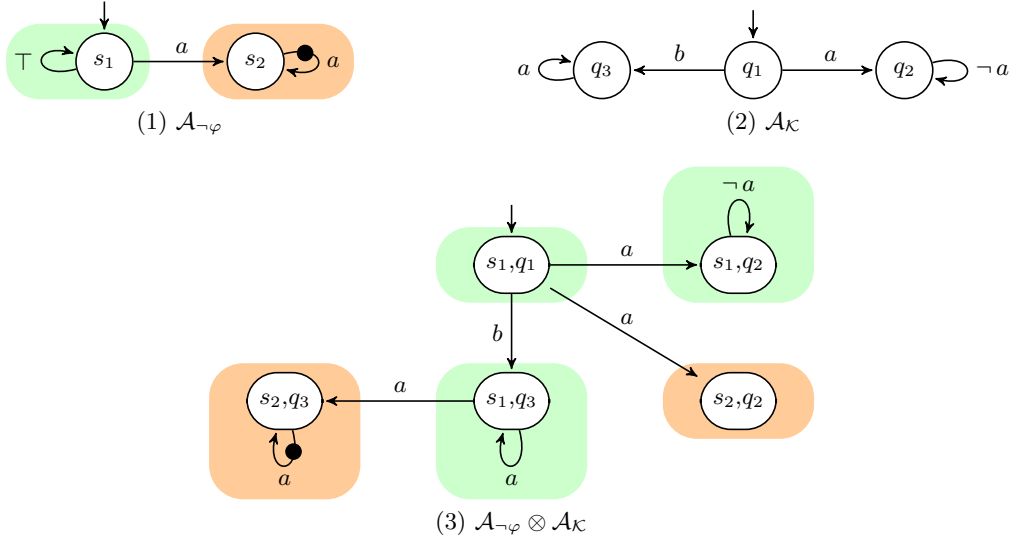 ⊤ s₁ a s₂ a
(1) 𝒜¬φ
a q₃ b q₁ a q₂ ¬ a
(2) 𝒜𝒦
¬ a
s₁,q₁ a s₁,q₂
b a
s₂,q₃ a s₁,q₃ s₂,q₂
a a
(3) 𝒜¬φ ⊗ 𝒜𝒦